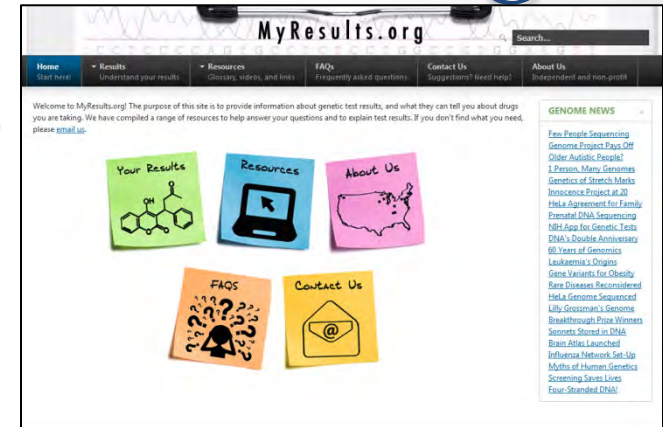 MyResults.org
Search...
Home
Start here!
Results
Understand your results
Resources
Glossary, videos, and links
FAQs
Frequently asked questions
Contact Us
Suggestions? Need help?
About Us
Independent and non-profit
Welcome to MyResults.org! The purpose of this site is to provide information about genetic test results, and what they can tell you about drugs
you are taking. We have compiled a range of resources to help answer your questions and to explain test results. If you don't find what you need,
please email us.
Your Results
OH
O
O
O
Resources
About Us
FAQS
Contact Us
@
GENOME NEWS
Few People Sequencing
Genome Project Pays Off
Older Autistic People?
1 Person, Many Genomes
Genetics of Stretch Marks
Innocence Project at 20
HeLa Agreement for Family
Prenatal DNA Sequencing
NIH App for Genetic Tests
DNA's Double Anniversary
60 Years of Genomics
Leukaemia's Origins
Gene Variants for Obesity
Rare Diseases Reconsidered
HeLa Genome Sequenced
Lilly Grossman's Genome
Breakthrough Prize Winners
Sonnets Stored in DNA
Brain Atlas Launched
Influenza Network Set-Up
Myths of Human Genetics
Screening Saves Lives
Four-Stranded DNA!